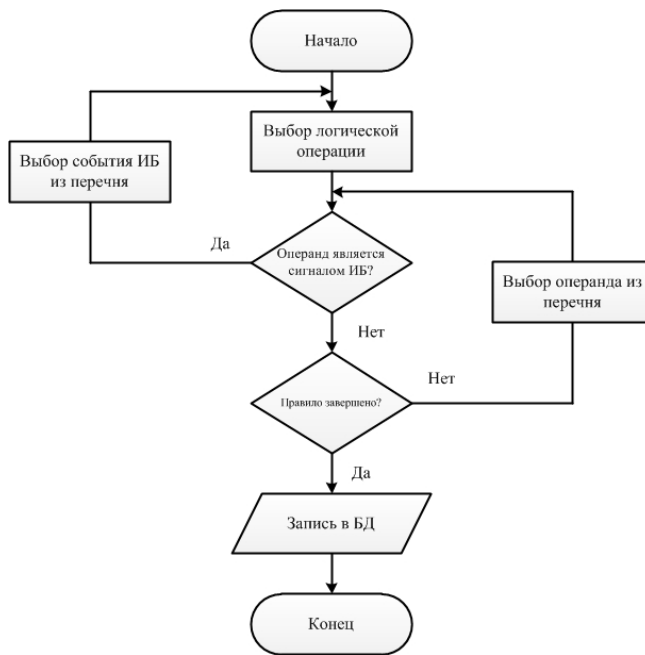 Начало
Выбор логической
операции
Выбор события ИБ
из перечня
Да
Операнд является
сигналом ИБ?
Выбор операнда из
перечня
Нет
Правило завершено?
Нет
Да
Запись в БД
Конец